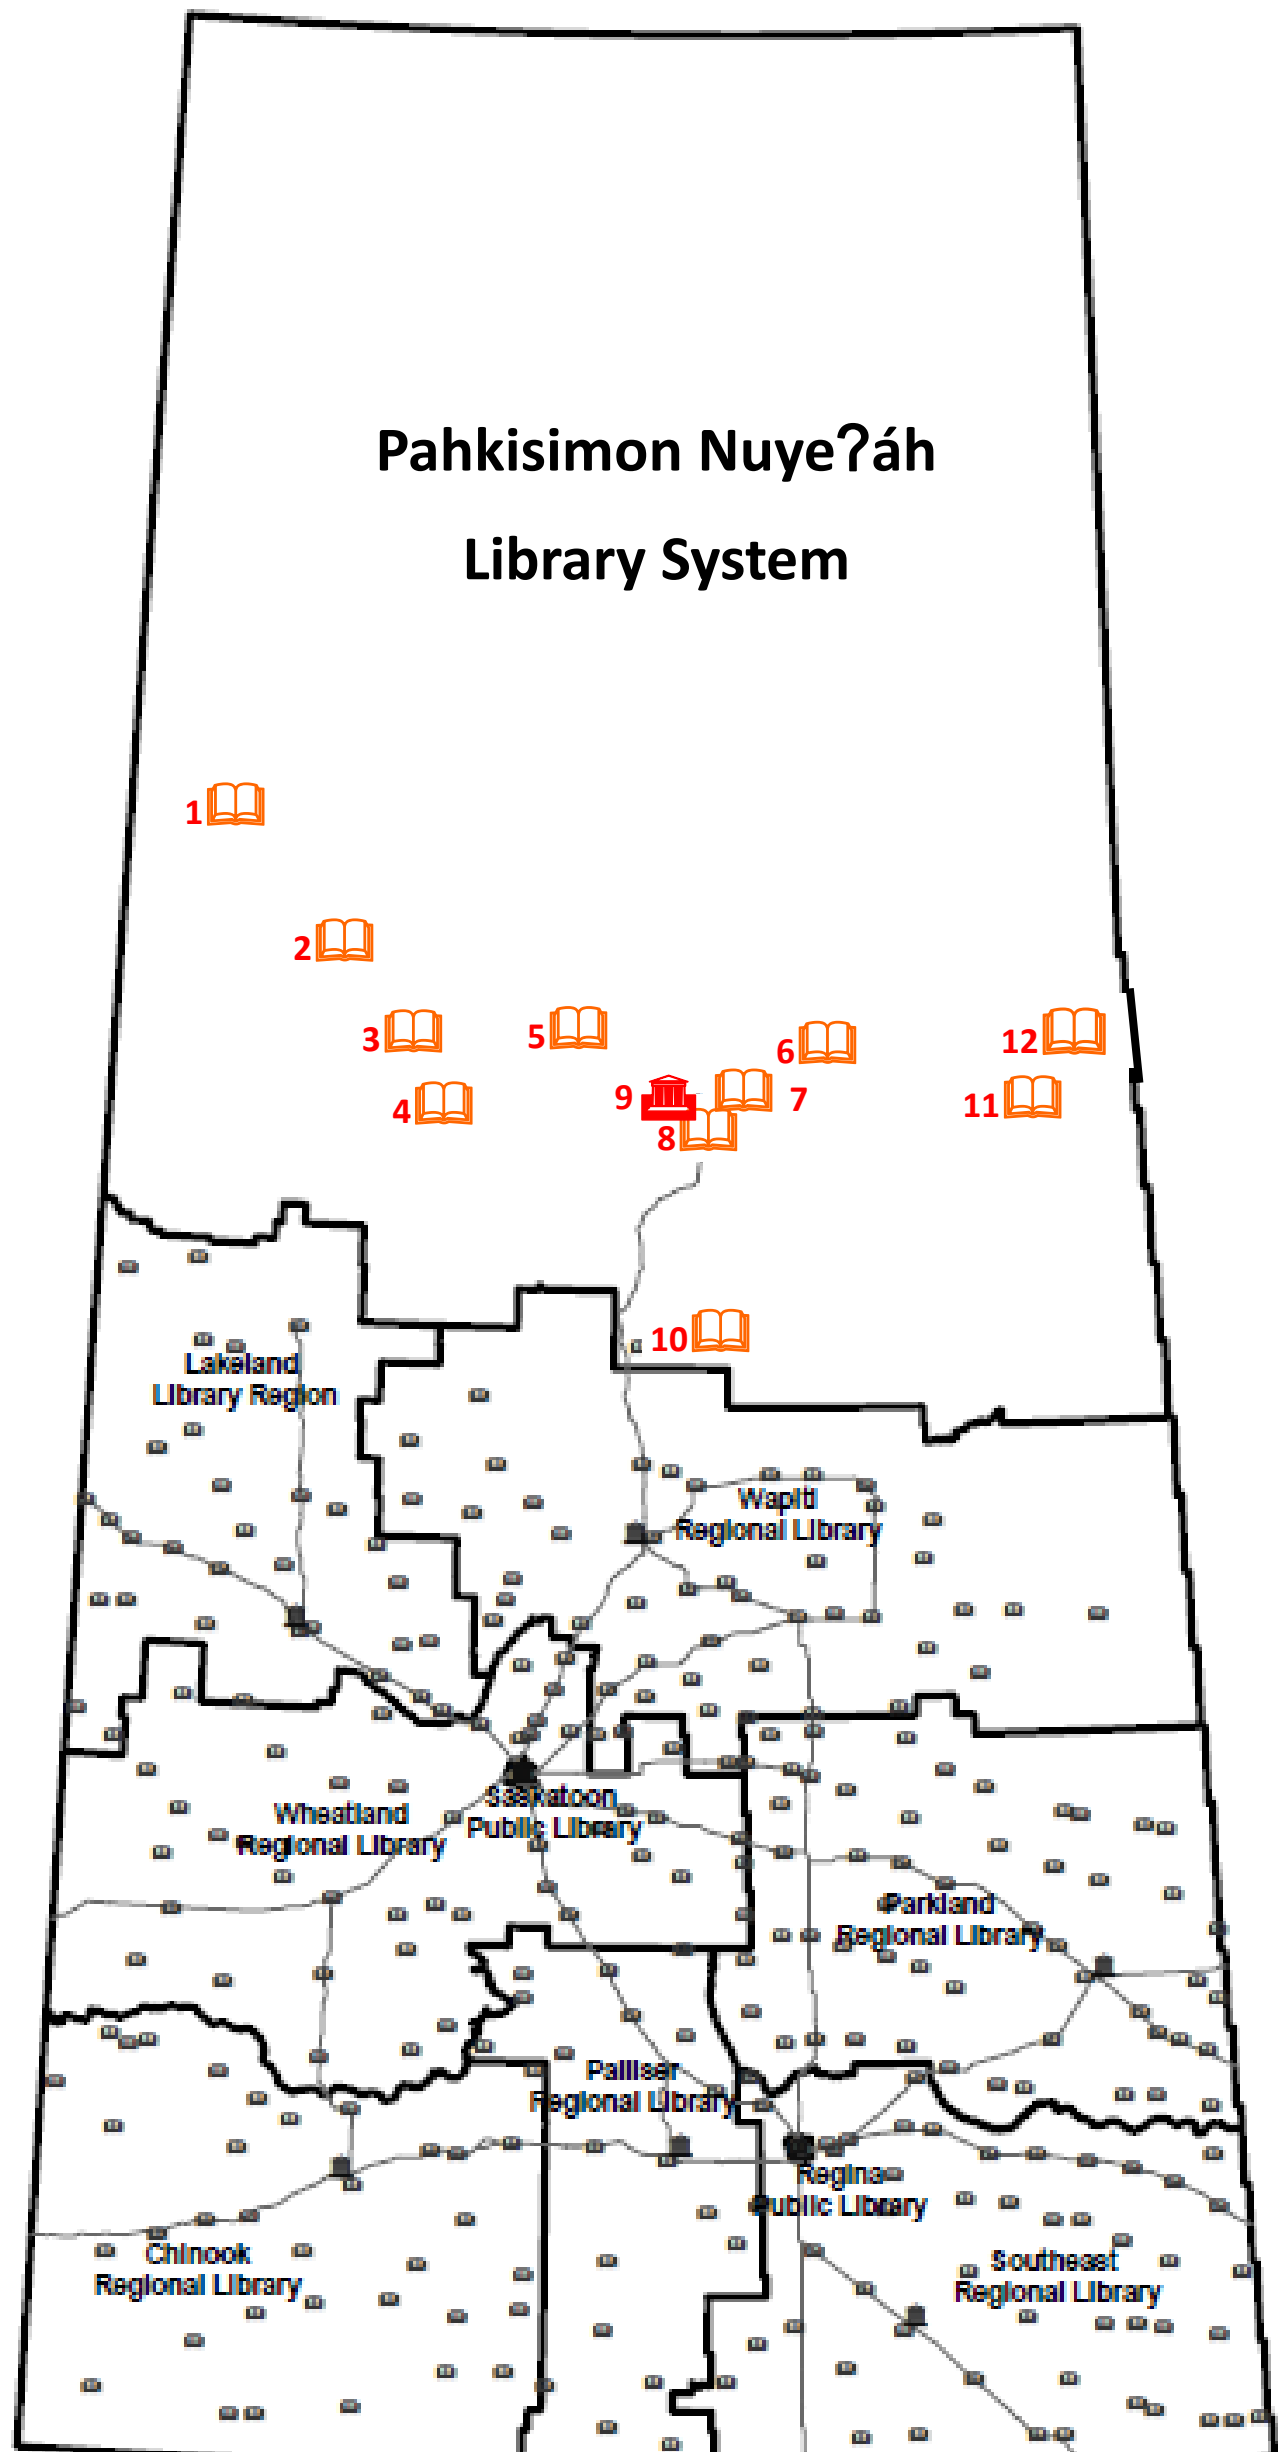 Pahkisimon Nuyeʔáh
Library System
1
2
3
5
6
12
4
9
7
11
8
10
Lakeland
Library Region
Wapiti
Regional Library
Wheatland
Regional Library
Saskatoon
Public Library
Parkland
Regional Library
Palliser
Regional Library
Regina
Public Library
Chinook
Regional Library
Southeast
Regional Library